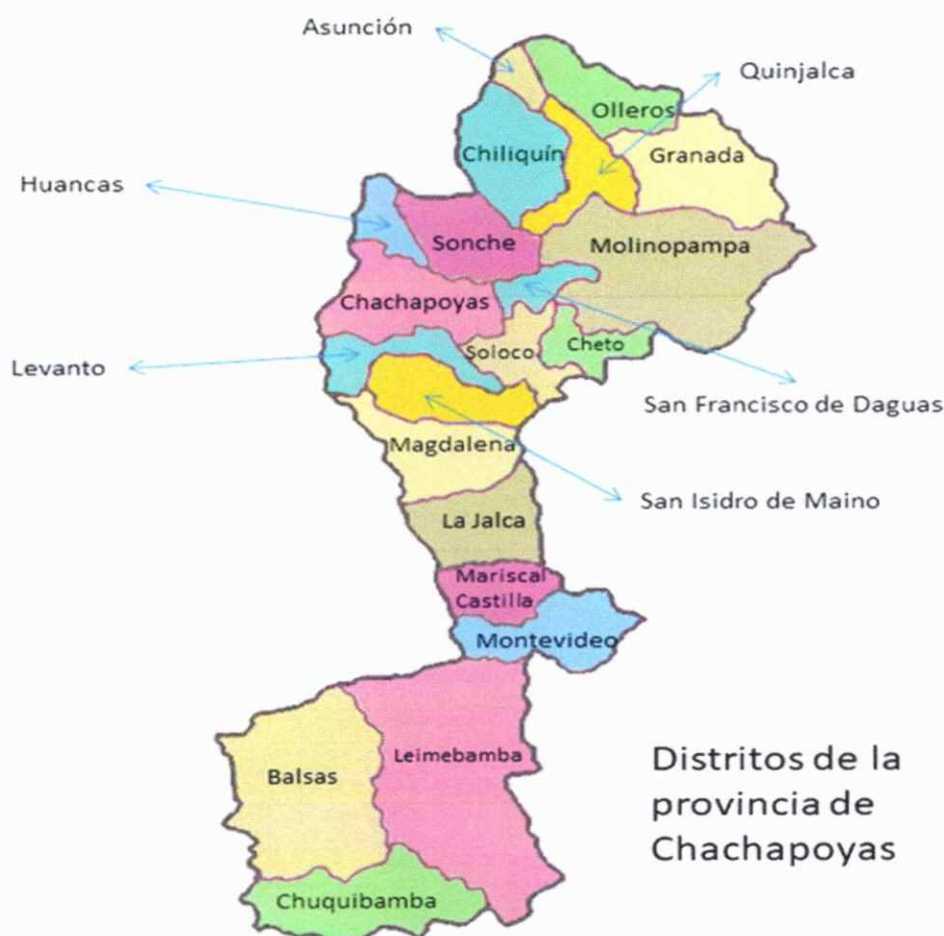 Asunción
Quinjalca
Olleros
Chiliquín
Granada
Huancas
Sonche
Molinopampa
Chachapoyas
Soloco
Cheto
Levanto
San Francisco de Daguas
Magdalena
San Isidro de Maino
La Jalca
Mariscal
Castilla
Montevideo
Leimebamba
Balsas
Distritos de la
provincia de
Chachapoyas
Chuquibamba